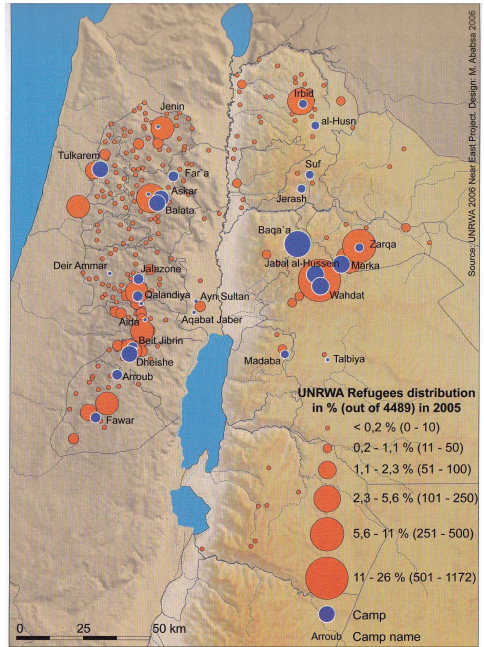 Source: UNRWA 2006 Near East Project. Design: M. Ababsa 2006
Jenin
Irbid
al-Husn
Tulkarem
Far'a
Suf
Askar
Jerash
Balata
Baqa'a
Zarqa
Deir Ammar
Jalazone
Jabal al-Hussein
Marka
Qalandiya
Ayn Sultan
Wahdat
Aida
Aqabat Jaber
Beit Jibrin
Dheishe
Madaba
Talbiya
Arroub
Fawar
UNRWA Refugees distribution
in % (out of 4489) in 2005
< 0,2 % (0 - 10)
0,2 - 1,1 % (11 - 50)
1,1 - 2,3 % (51 - 100)
2,3 - 5,6 % (101 - 250)
5,6 - 11 % (251 - 500)
11 - 26 % (501 - 1172)
Camp
Arroub Camp name
0 25 50 km